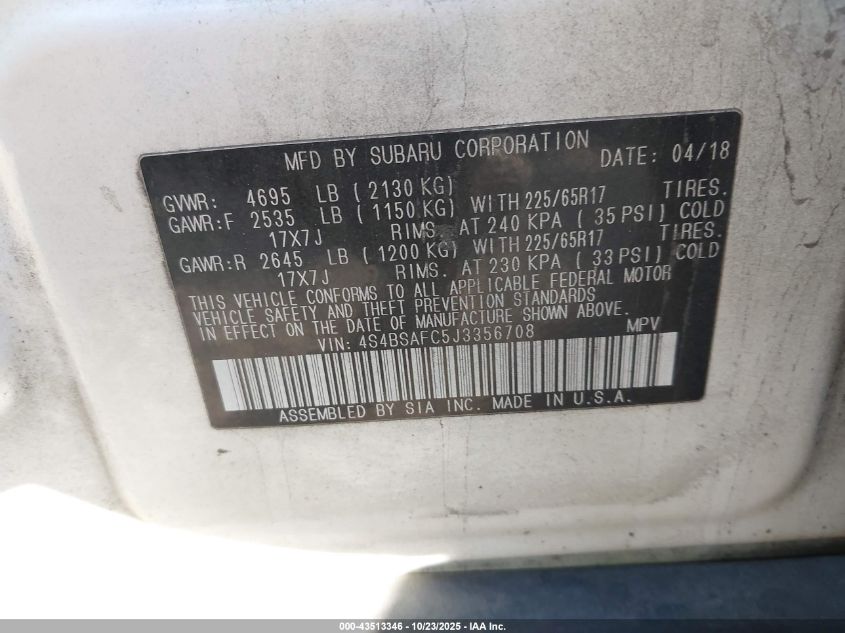 MFD BY SUBARU CORPORATION DATE: 04/18
GVWR: 4695 LB ( 2130 KG)
GAWR:F 2535 LB ( 1150 KG) WITH 225/65R17 TIRES.
17X7J RIMS. AT 240 KPA ( 35 PSI) COLD
GAWR:R 2645 LB ( 1200 KG) WITH 225/65R17 TIRES.
17X7J RIMS. AT 230 KPA ( 33 PSI) COLD
THIS VEHICLE CONFORMS TO ALL APPLICABLE FEDERAL MOTOR
VEHICLE SAFETY AND THEFT PREVENTION STANDARDS
IN EFFECT ON THE DATE OF MANUFACTURE SHOWN ABOVE.
VIN: 4S4BSAFC5J3356708 MPV
ASSEMBLED BY SIA INC. MADE IN U.S.A.
000-43513346 - 10/23/2025 - IAA Inc.